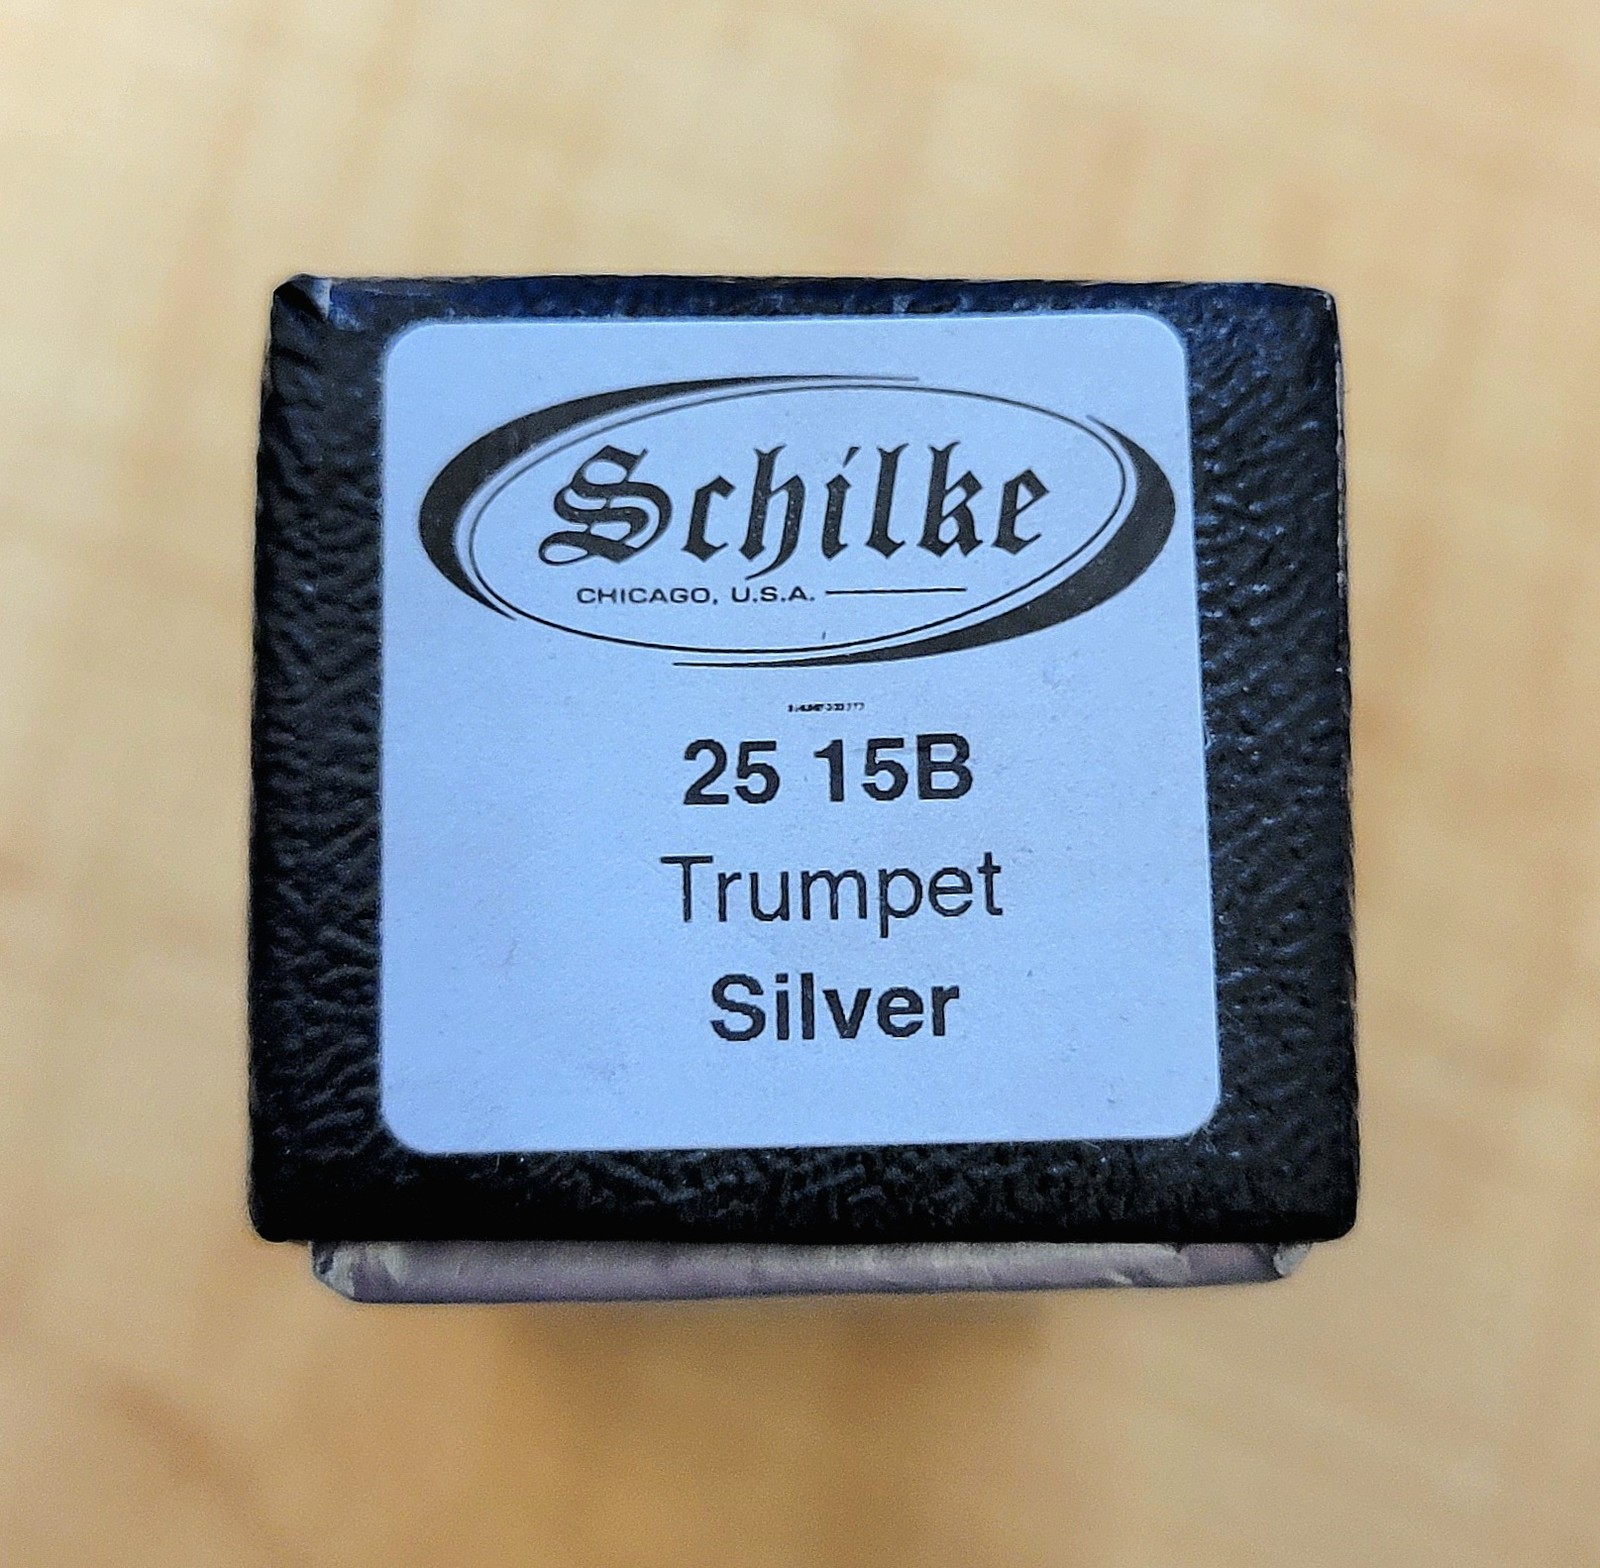 Schilke
CHICAGO, U.S.A.
25 15B
Trumpet
Silver